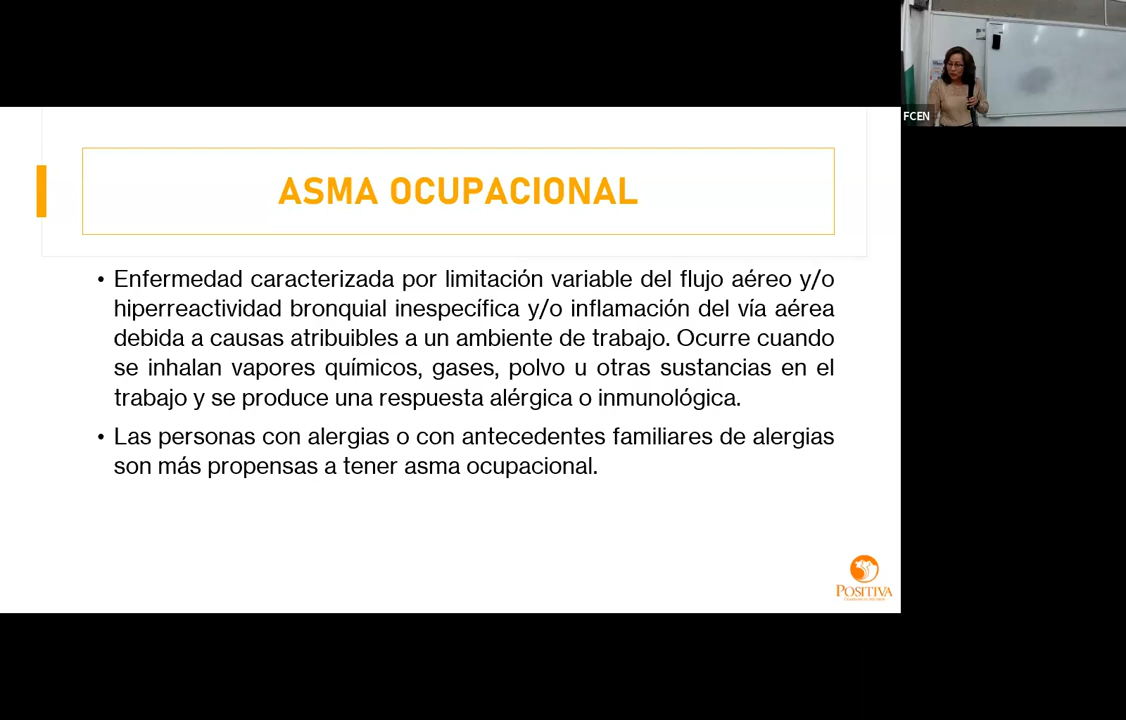 FCEN
ASMA OCUPACIONAL
• Enfermedad caracterizada por limitación variable del flujo aéreo y/o
hiperreactividad bronquial inespecífica y/o inflamación del vía aérea
debida a causas atribuibles a un ambiente de trabajo. Ocurre cuando
se inhalan vapores químicos, gases, polvo u otras sustancias en el
trabajo y se produce una respuesta alérgica o inmunológica.
• Las personas con alergias o con antecedentes familiares de alergias
son más propensas a tener asma ocupacional.
POSITIVA